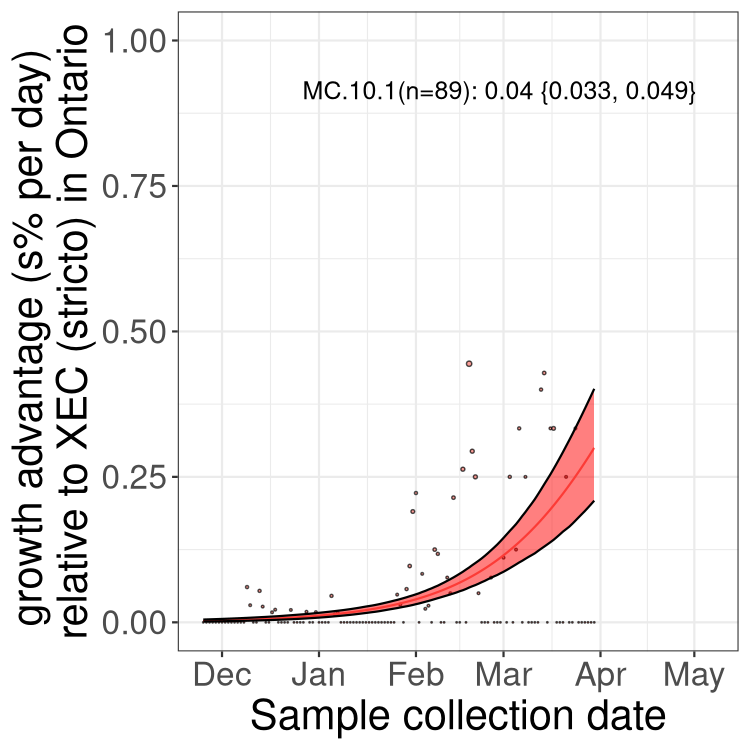 growth advantage (s% per day)
relative to XEC (stricto) in Ontario
1.00
0.75
0.50
0.25
0.00
MC.10.1(n=89): 0.04 {0.033, 0.049}
Dec Jan Feb Mar Apr May
Sample collection date